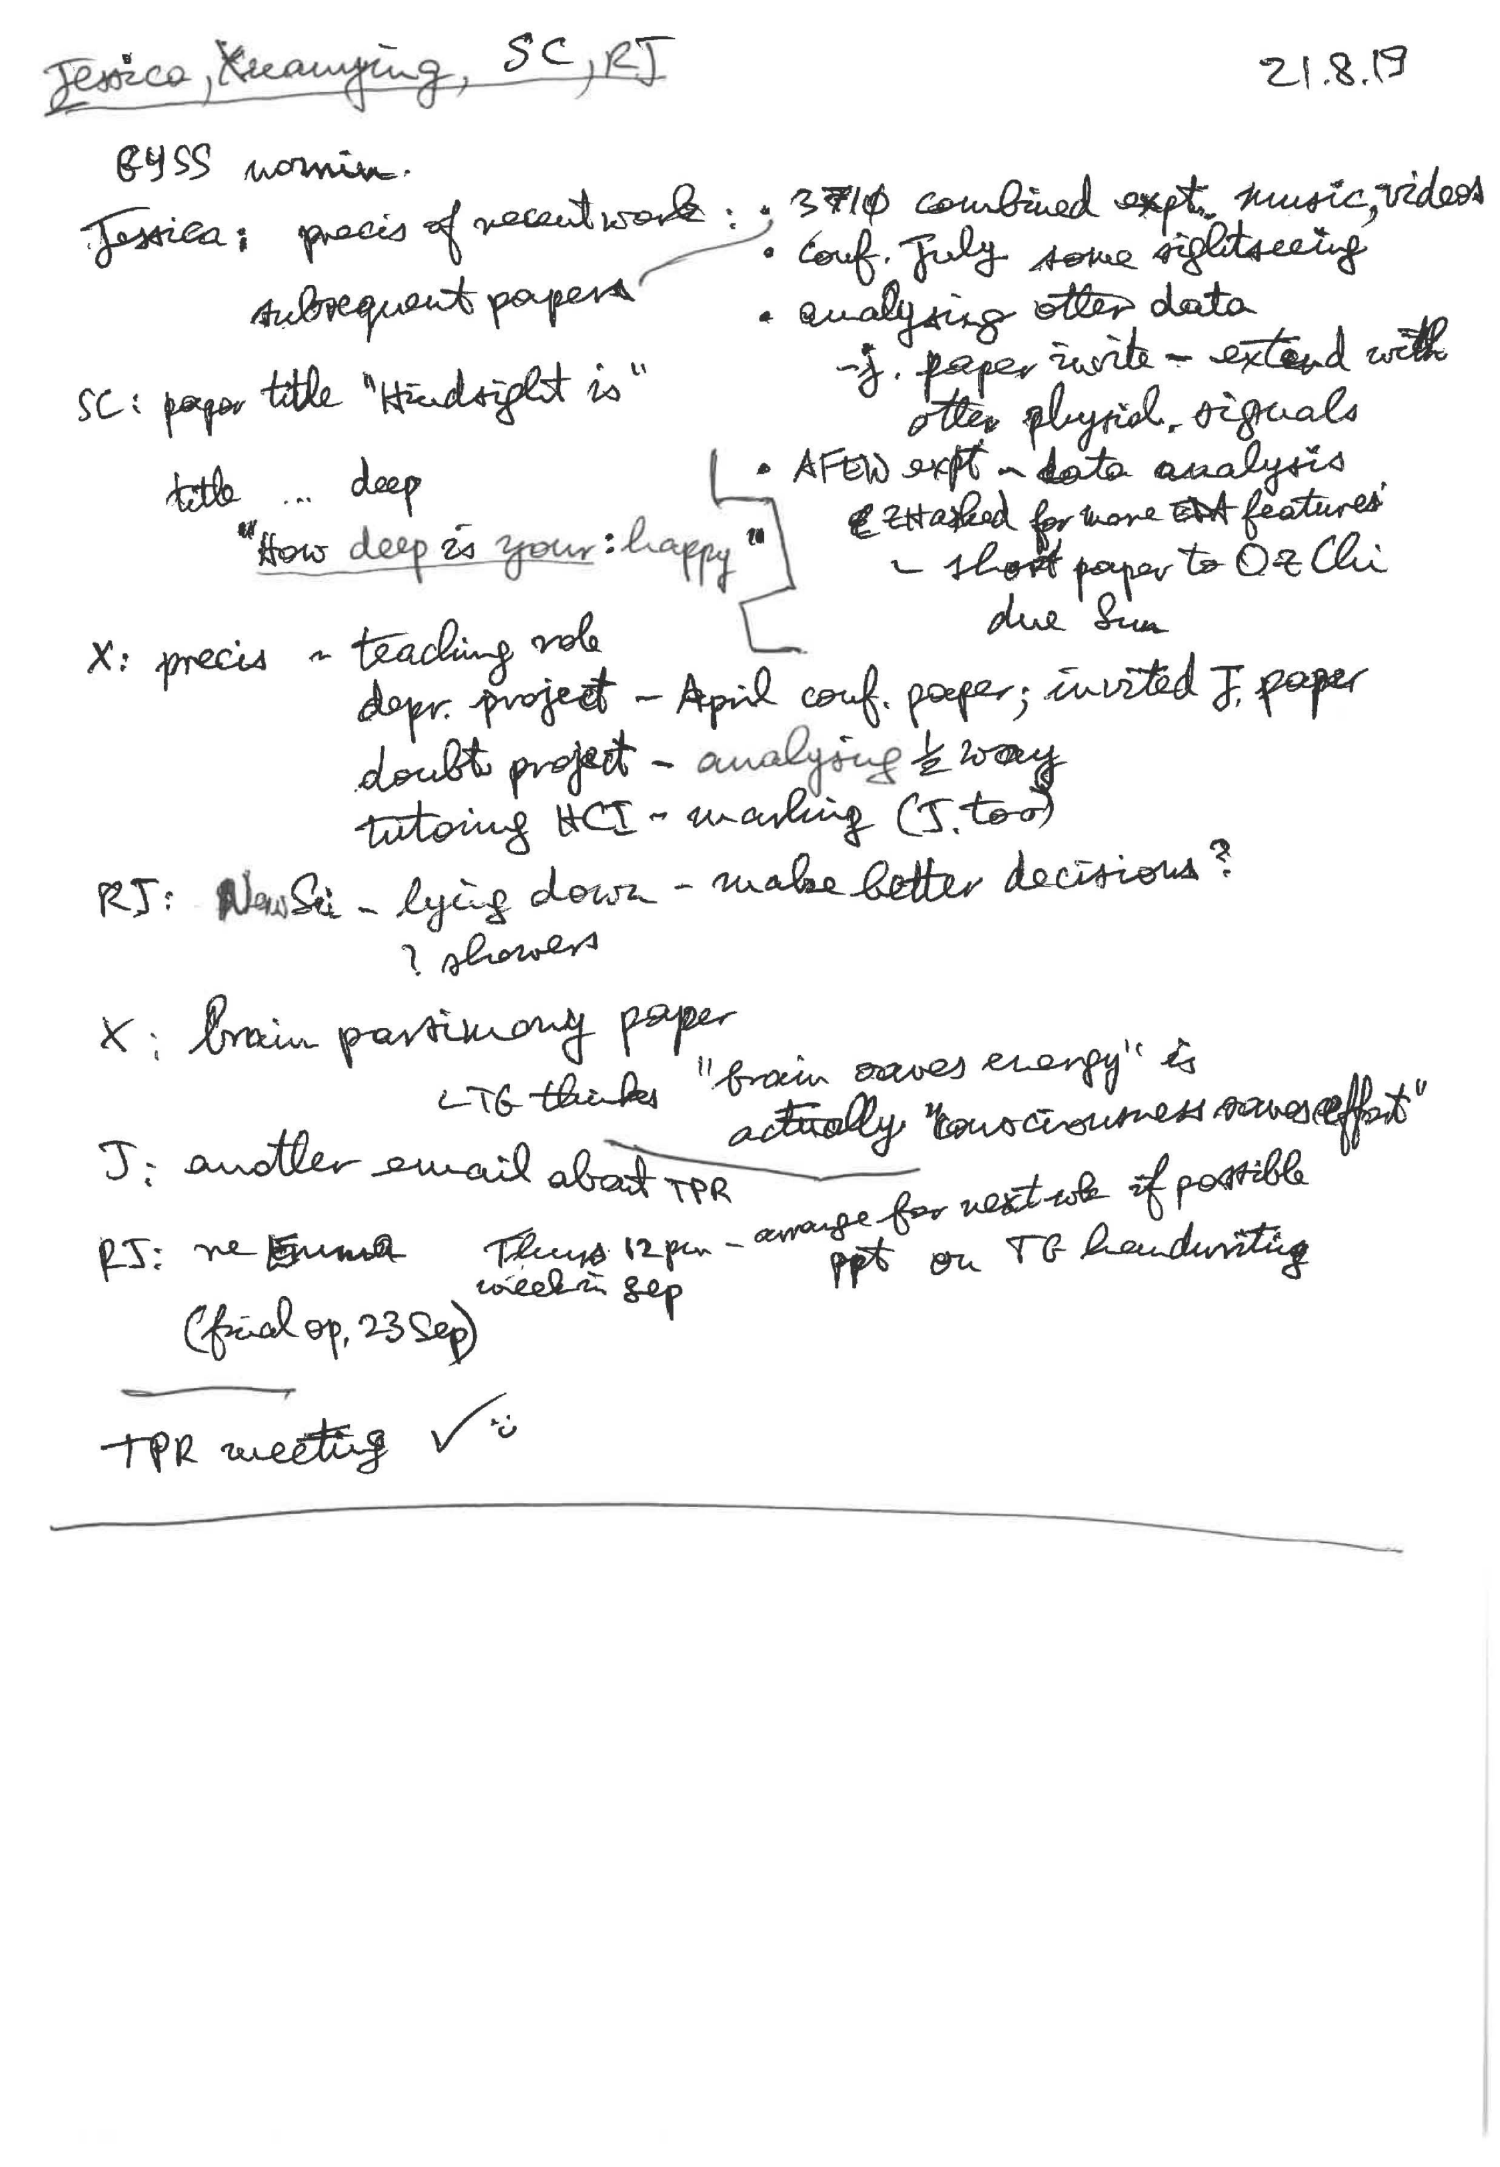 Jessica, Xuanying, SC, RJ
21.8.19
nomin.
Jessica: precis of recent work:
subsequent papers
• 3710 combined expt. music, videos
• conf. July some sightseeing
• analysing other data
- j. paper invite - extend with
other physiol. signals
• AFEW expt - data analysis
ZH asked for more features
- short paper to OzChi
due Sun
SC: paper title "Hindsight is"
title ... deep
"How deep is your: happy"
X: precis - teaching role
depr. project - April conf. paper; invited J. paper
doubt project - analysing ½ way
tutoing HCI - marking (J. too)
RJ: NewSci - lying down - make better decisions?
? showers
X: brain parsimony paper
TG thinks "brain saves energy" is
actually "consciousness saves effort"
J: another email about TPR
RJ: re Emma Thurs 12pm - arrange for next wk if possible
week in Sep ppt on TG handwriting
(final op, 23 Sep)
TPR meeting ✓